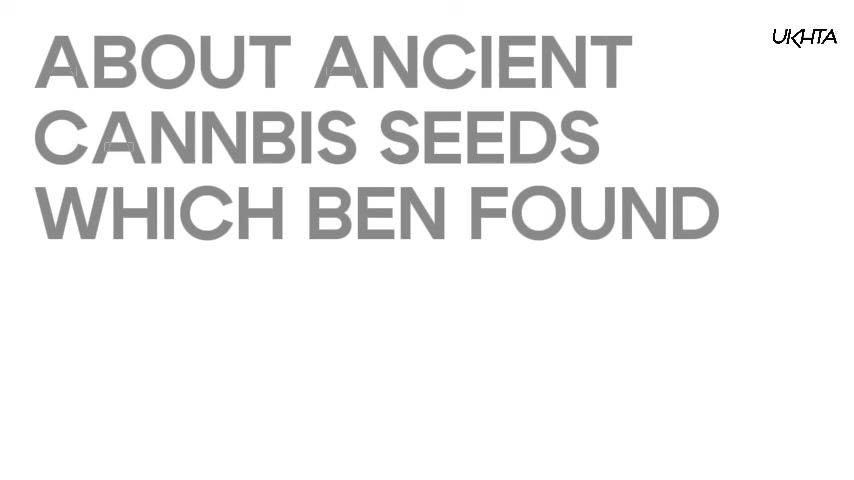 ABOUT ANCIENT
CANNBIS SEEDS
WHICH BEN FOUND
UKHTA